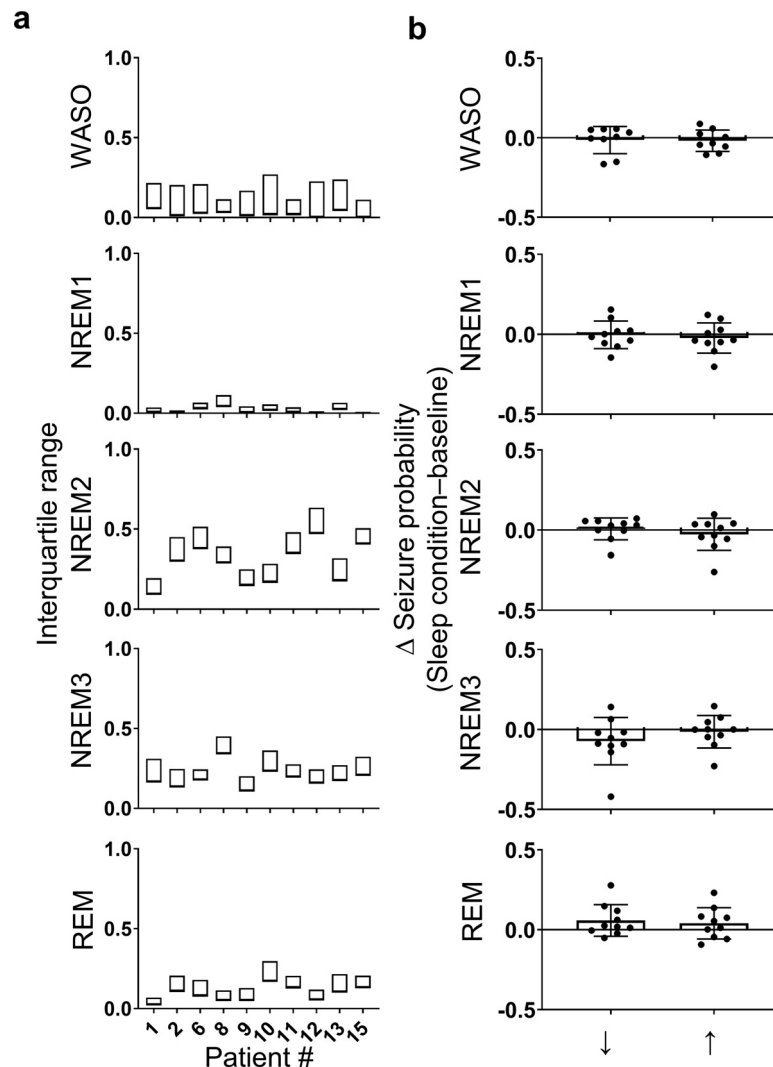 a
WASO
1.0
0.5
0.0
NREM1
1.0
0.5
0.0
Interquartile range
NREM2
1.0
0.5
0.0
NREM3
1.0
0.5
0.0
REM
1.0
0.5
0.0
1 2 6 8 9 10 11 12 13 15
Patient #
b
WASO
0.5
0.0
-0.5
NREM1
0.5
0.0
-0.5
Δ Seizure probability
(Sleep condition–baseline)
NREM2
0.5
0.0
-0.5
NREM3
0.5
0.0
-0.5
REM
0.5
0.0
-0.5
↓ ↑